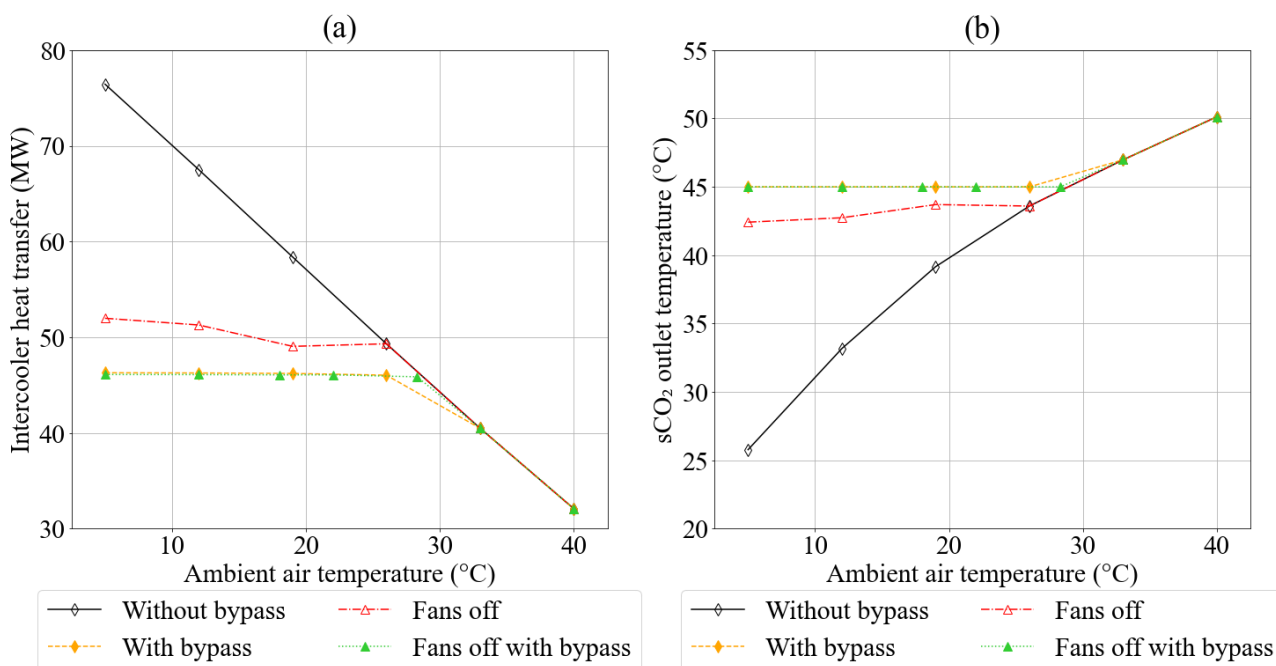 (a)
80
70
60
50
40
30
Intercooler heat transfer (MW)
10
20
30
40
Ambient air temperature (°C)
Without bypass
Fans off
With bypass
Fans off with bypass
(b)
55
50
45
40
35
30
25
20
sCO₂ outlet temperature (°C)
10
20
30
40
Ambient air temperature (°C)
Without bypass
Fans off
With bypass
Fans off with bypass